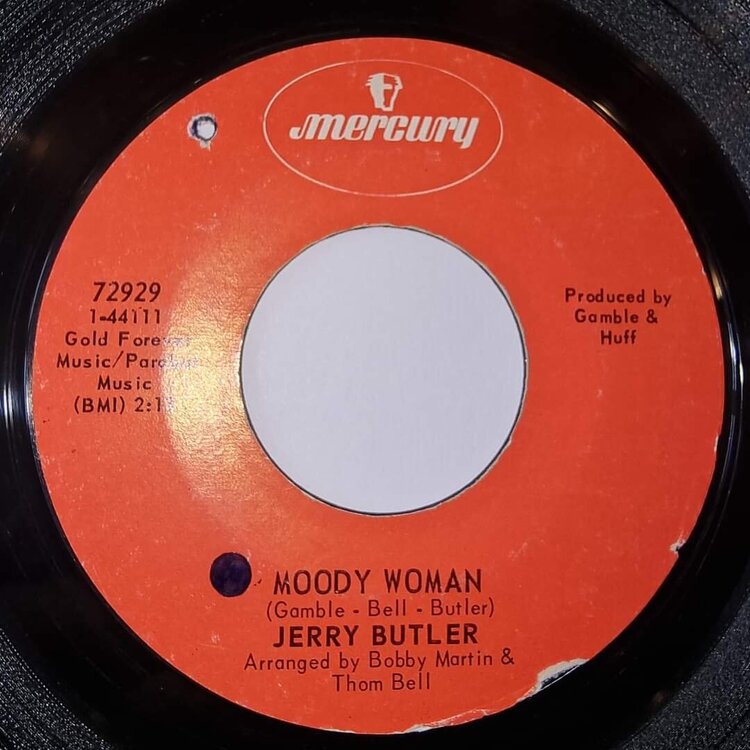 mercury
72929
1-44111
Gold Forever
Music/Parabut
Music
(BMI)
Produced by
Gamble &
Huff
MOODY WOMAN
(Gamble - Bell - Butler)
JERRY BUTLER
Arranged by Bobby Martin &
Thom Bell